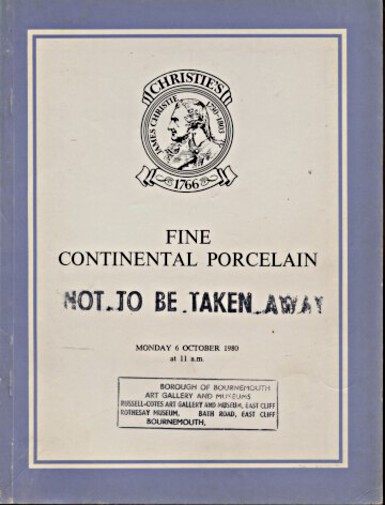 CHRISTIE'S
JAMES CHRISTIE 1730-1803
1766
FINE
CONTINENTAL PORCELAIN
NOT TO BE TAKEN AWAY
MONDAY 6 OCTOBER 1980
at 11 a.m.
BOROUGH OF BOURNEMOUTH
ART GALLERY AND MUSEUMS
RUSSELL-COTES ART GALLERY AND MUSEUM, EAST CLIFF
ROTHESAY MUSEUM, BATH ROAD, EAST CLIFF
BOURNEMOUTH.